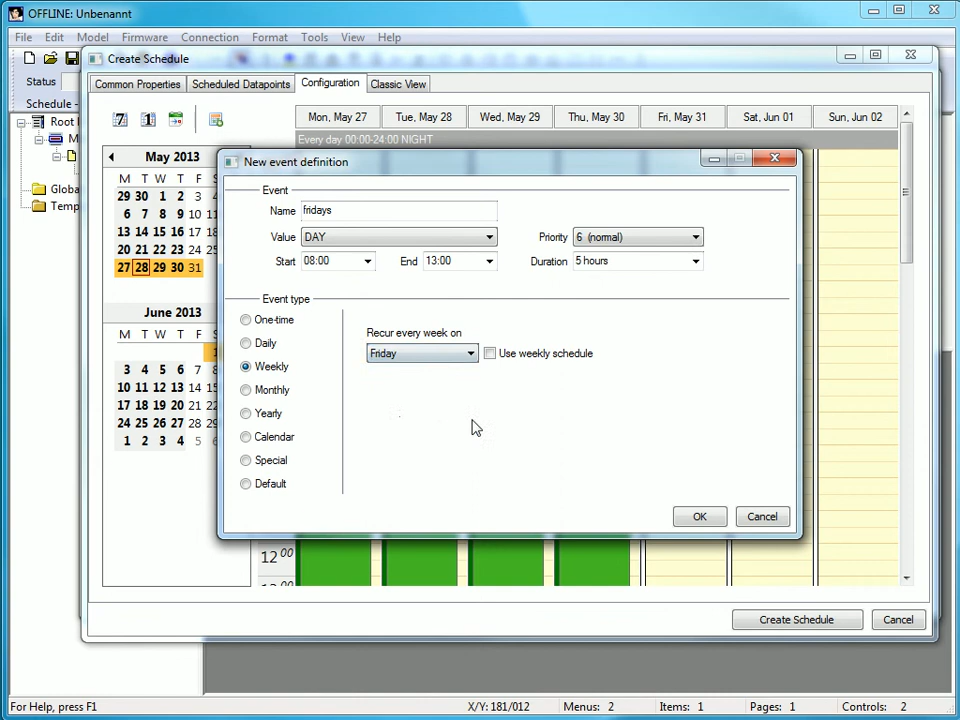 OFFLINE: Unbenannt
File Edit Model Firmware Connection Format Tools View Help
Create Schedule
Status
Common Properties Scheduled Datapoints Configuration Classic View
Schedule -
Root
M
Globa
Temp
7 1
Mon, May 27 Tue, May 28 Wed, May 29 Thu, May 30 Fri, May 31 Sat, Jun 01 Sun, Jun 02
Every day 00:00-24:00 NIGHT
May 2013
M T W T F S
29 30 1 2 3 4
6 7 8 9 10 11
13 14 15 16 17 18
20 21 22 23 24 25
27 28 29 30 31
June 2013
M T W T F S
1
3 4 5 6 7 8
10 11 12 13 14 15
17 18 19 20 21 22
24 25 26 27 28 29
1 2 3 4 5 6
New event definition
Event
Name fridays
Value DAY Priority 6 (normal)
Start 08:00 End 13:00 Duration 5 hours
Event type
One-time
Daily
Weekly
Monthly
Yearly
Calendar
Special
Default
Recur every week on
Friday Use weekly schedule
OK Cancel
12 00
Create Schedule Cancel
For Help, press F1 X/Y: 181/012 Menus: 2 Items: 1 Pages: 1 Controls: 2